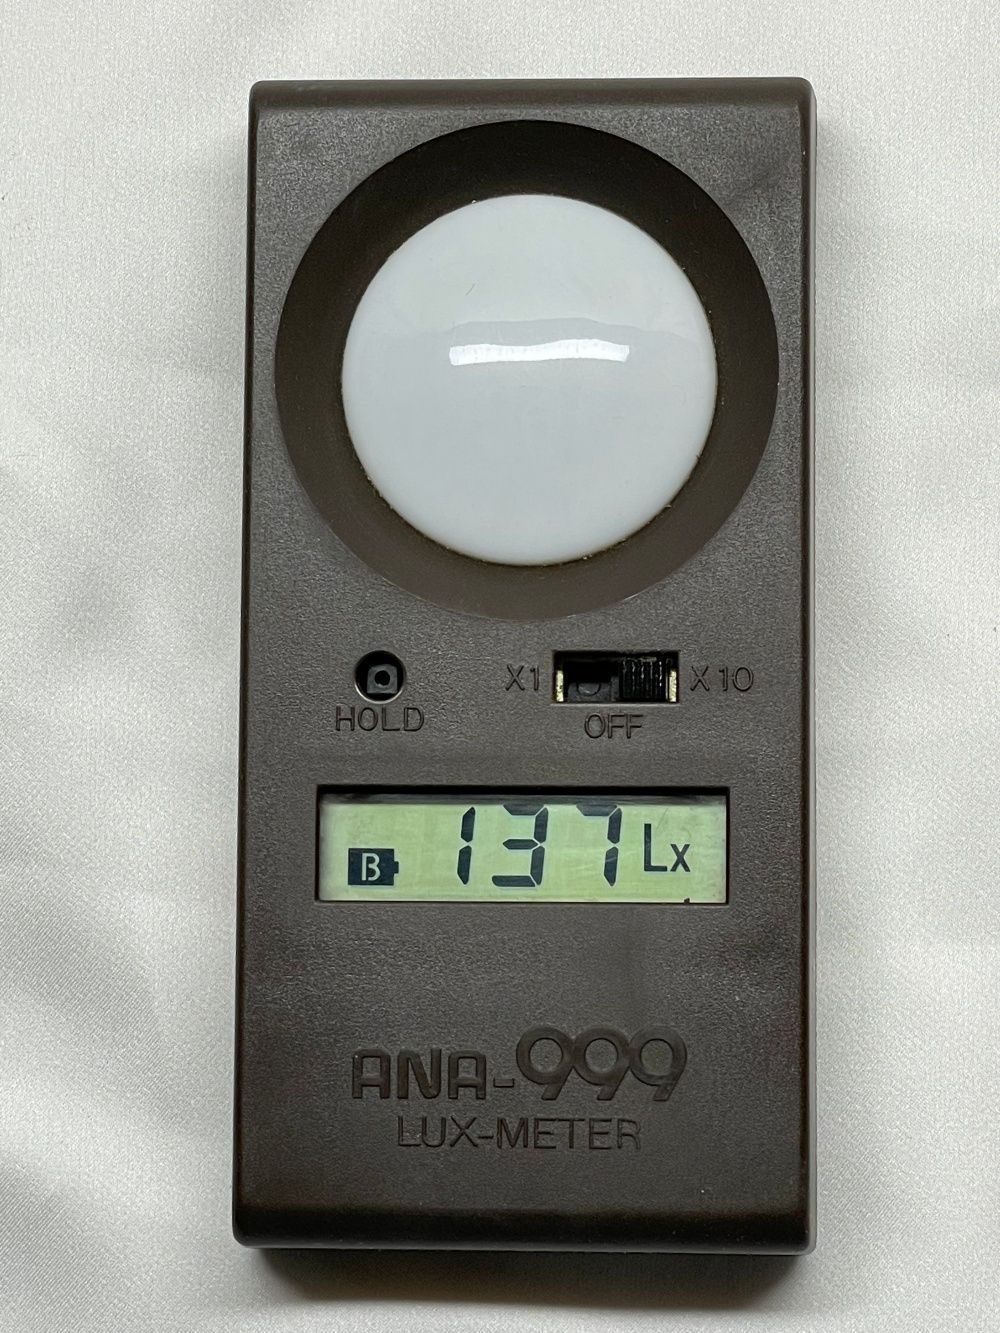 X1 X10
HOLD OFF
B 137 Lx
ANA-999
LUX-METER